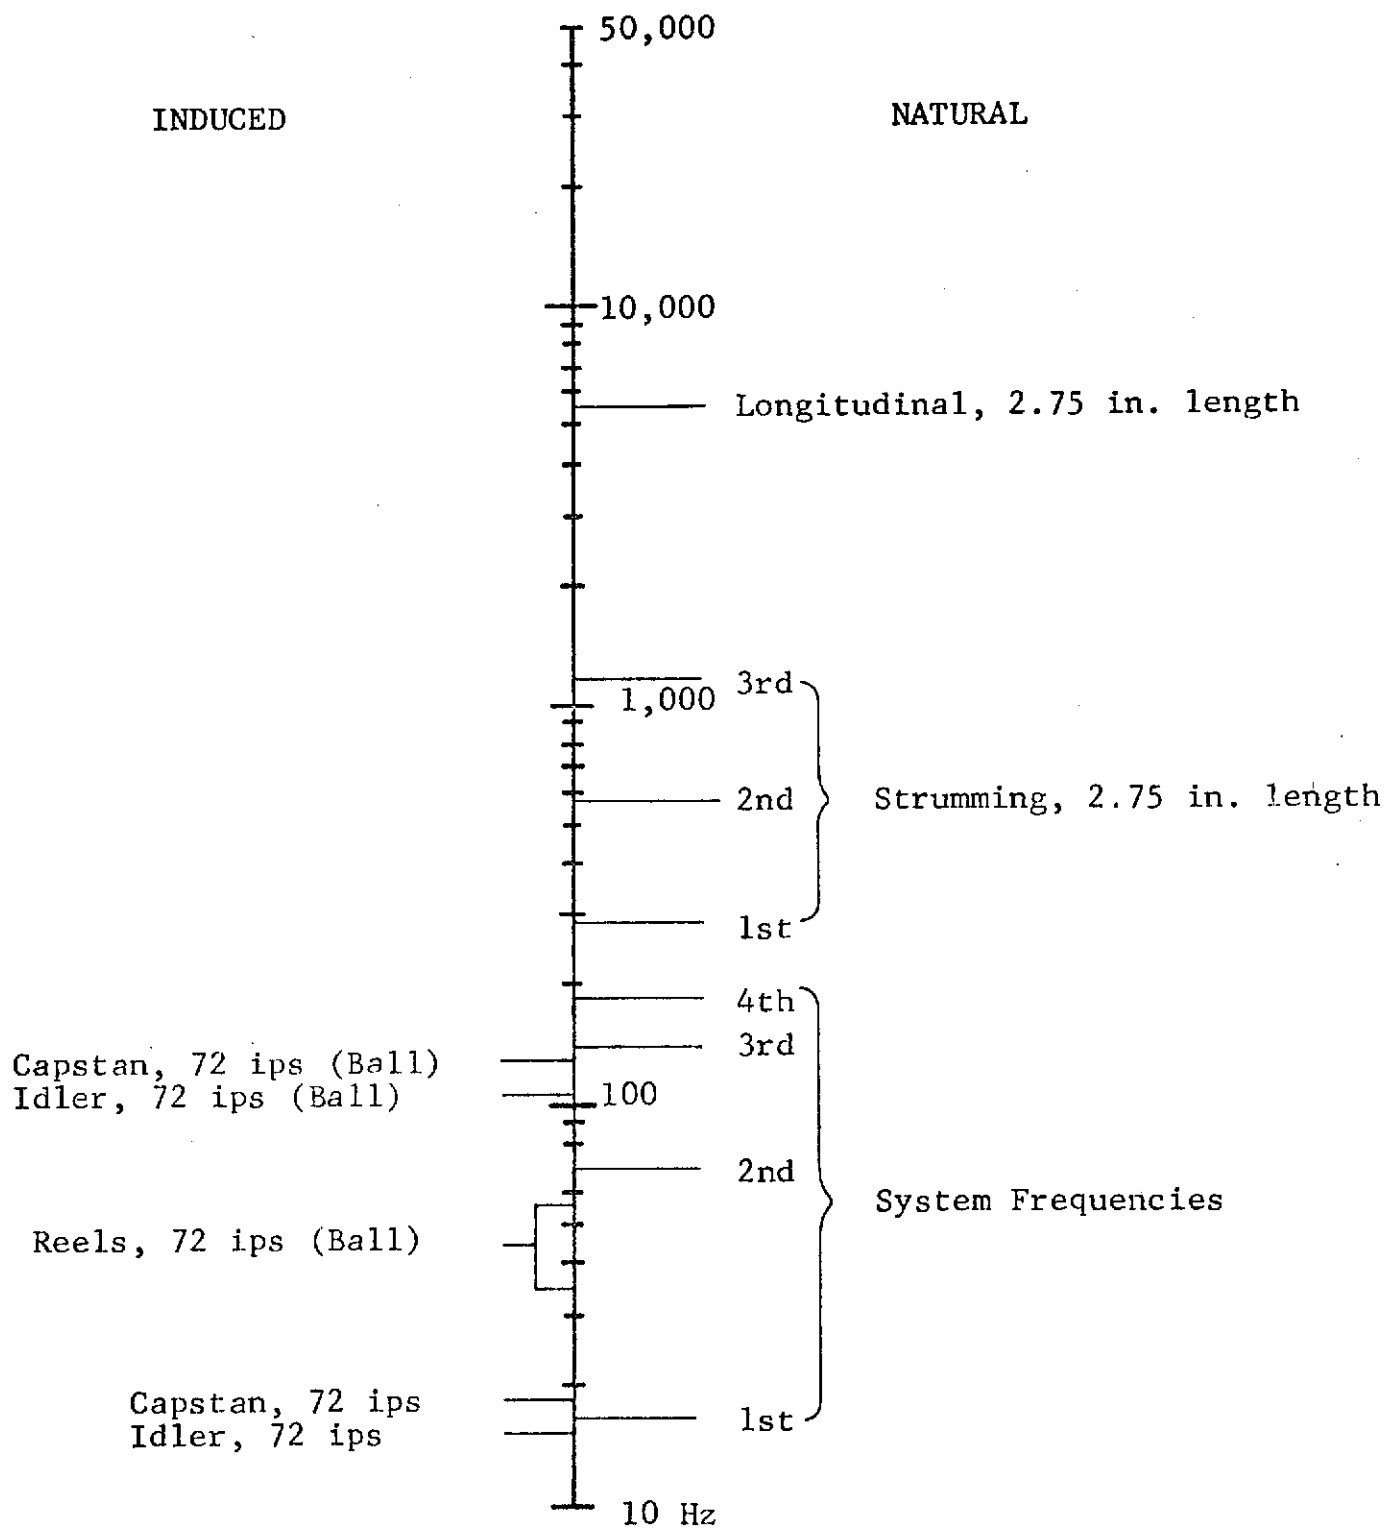 50,000
INDUCED
NATURAL
10,000
Longitudinal, 2.75 in. length
3rd
1,000
2nd
Strumming, 2.75 in. length
1st
4th
3rd
Capstan, 72 ips (Ball)
Idler, 72 ips (Ball)
100
2nd
System Frequencies
Reels, 72 ips (Ball)
Capstan, 72 ips
1st
Idler, 72 ips
10 Hz